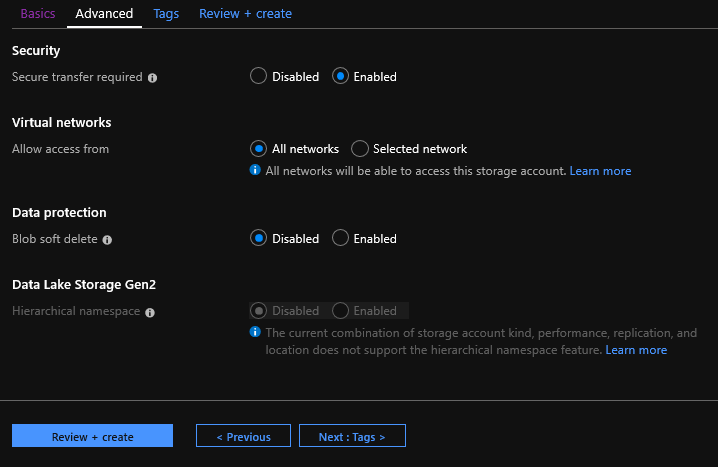 Basics Advanced Tags Review + create
Security
Secure transfer required Disabled Enabled
Virtual networks
Allow access from All networks Selected network
All networks will be able to access this storage account. Learn more
Data protection
Blob soft delete Disabled Enabled
Data Lake Storage Gen2
Hierarchical namespace Disabled Enabled
The current combination of storage account kind, performance, replication, and
location does not support the hierarchical namespace feature. Learn more
Review + create < Previous Next : Tags >